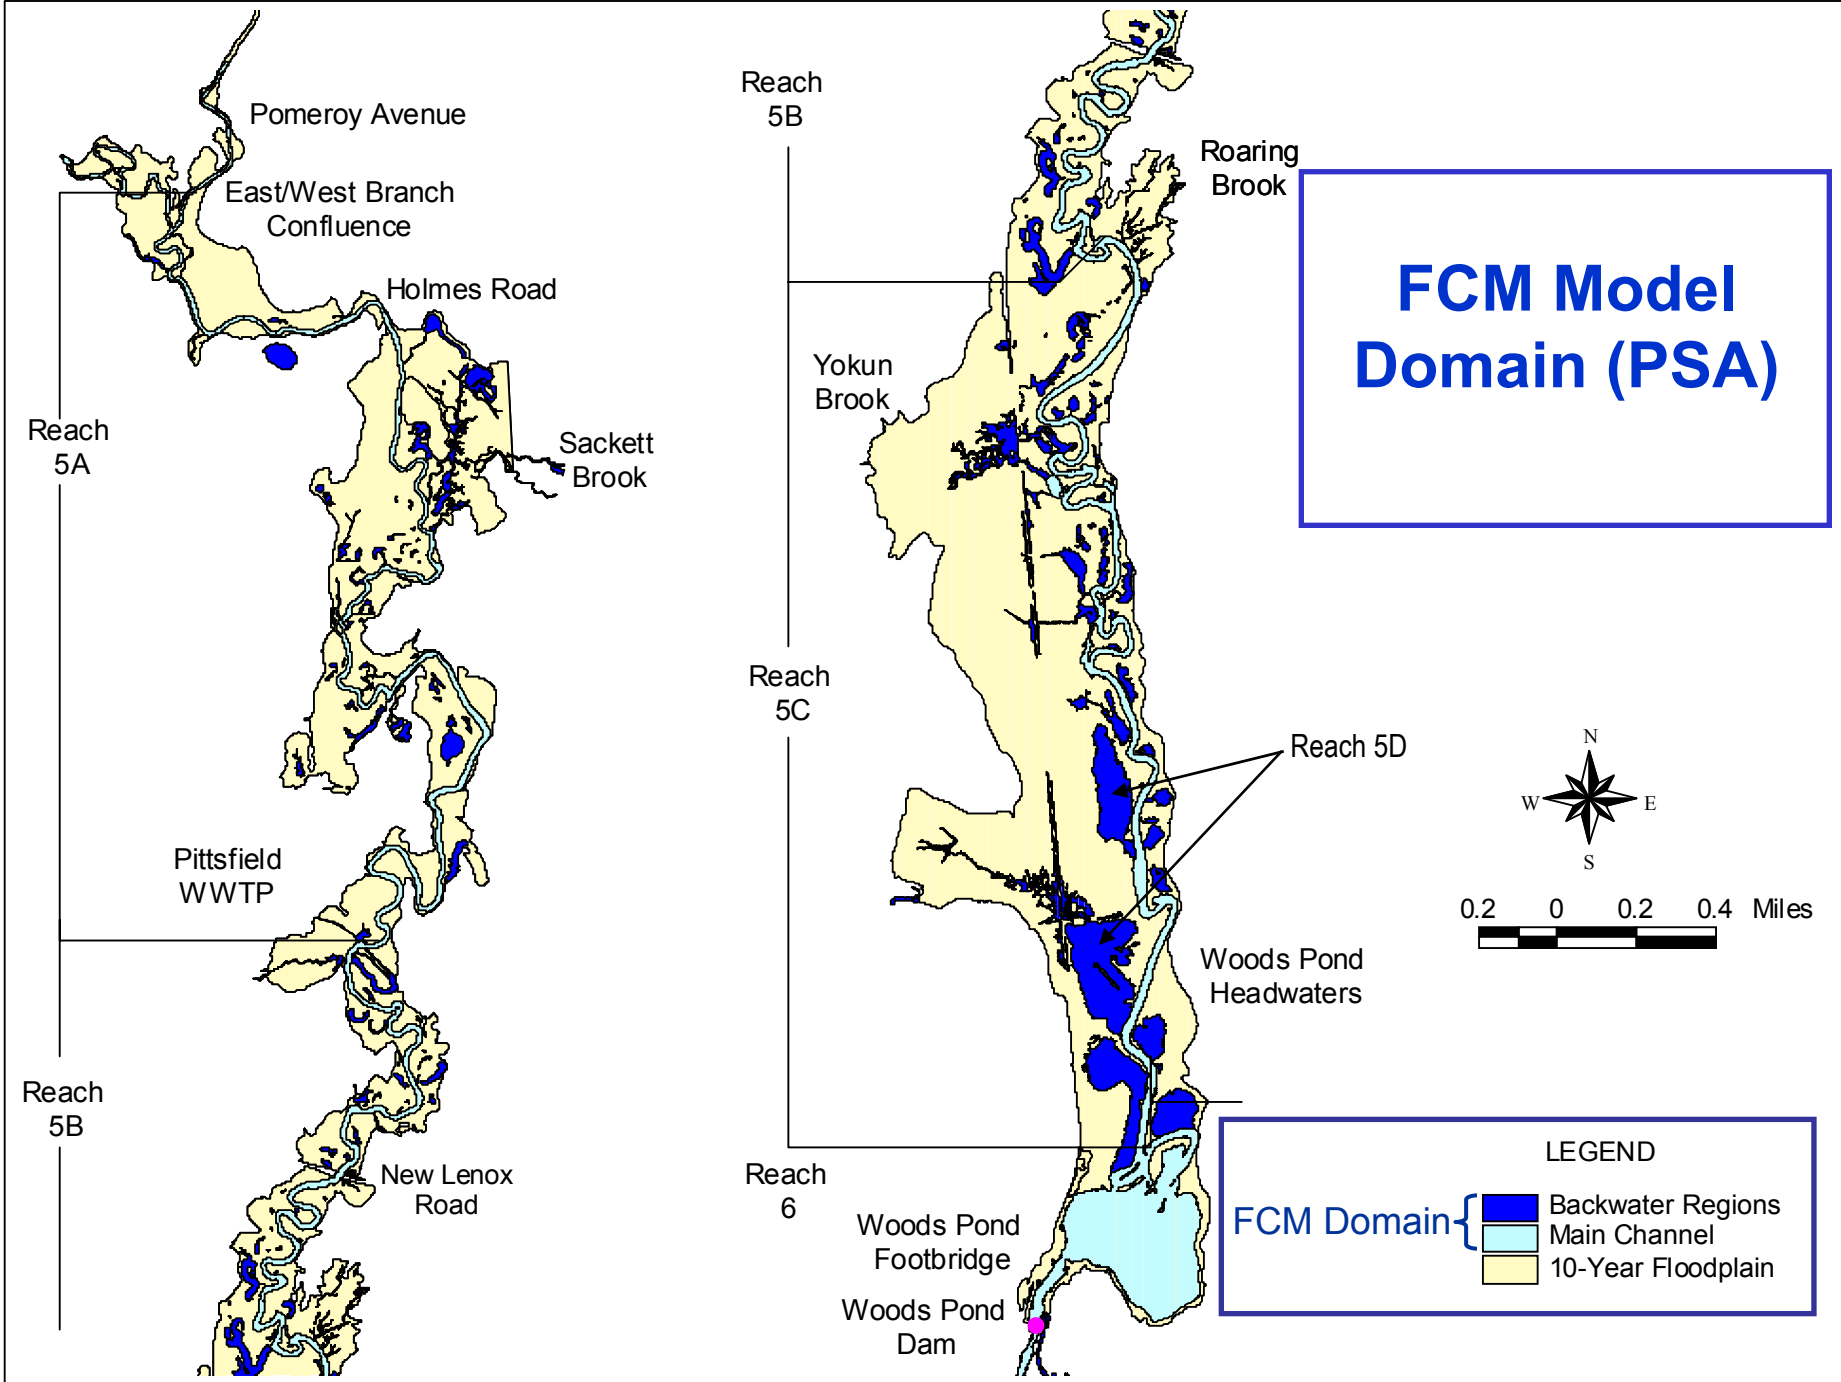 Pomeroy Avenue
East/West Branch
Confluence
Holmes Road
Reach
5A
Sackett
Brook
Pittsfield
WWTP
Reach
5B
New Lenox
Road
Reach
5B
Roaring
Brook
Yokun
Brook
Reach
5C
Reach 5D
Woods Pond
Headwaters
Reach
6
Woods Pond
Footbridge
Woods Pond
Dam
FCM Model
Domain (PSA)
N
W
E
S
0.2 0 0.2 0.4 Miles
LEGEND
FCM Domain
Backwater Regions
Main Channel
10-Year Floodplain